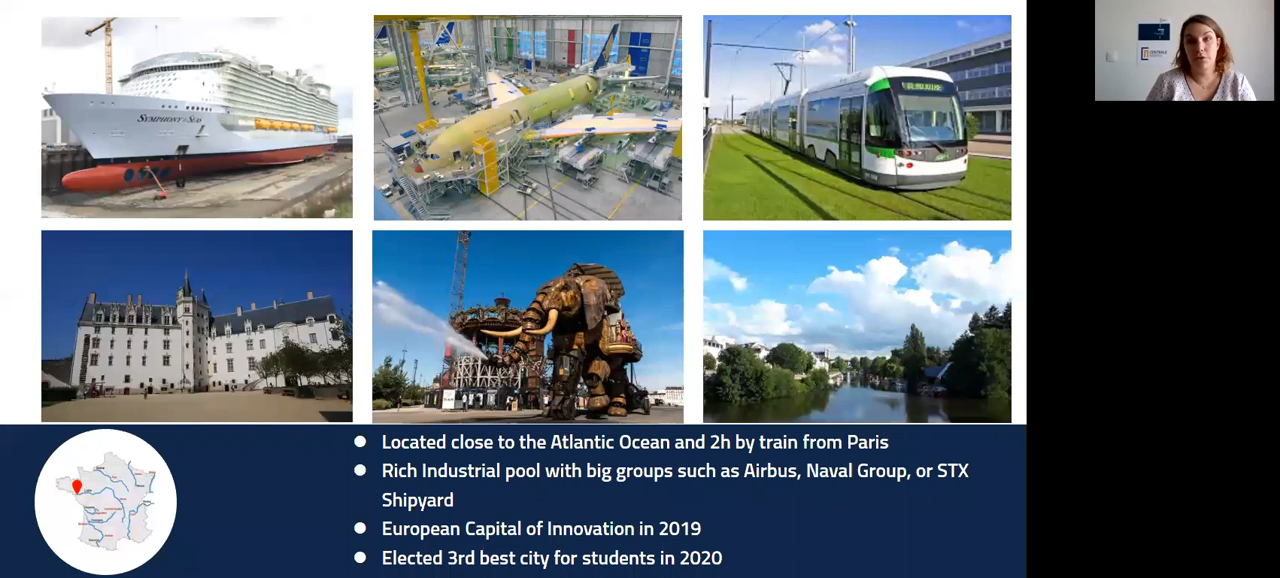 SYMPHONY OF THE SEAS
CENTRALE
Located close to the Atlantic Ocean and 2h by train from Paris
Rich Industrial pool with big groups such as Airbus, Naval Group, or STX
Shipyard
European Capital of Innovation in 2019
Elected 3rd best city for students in 2020